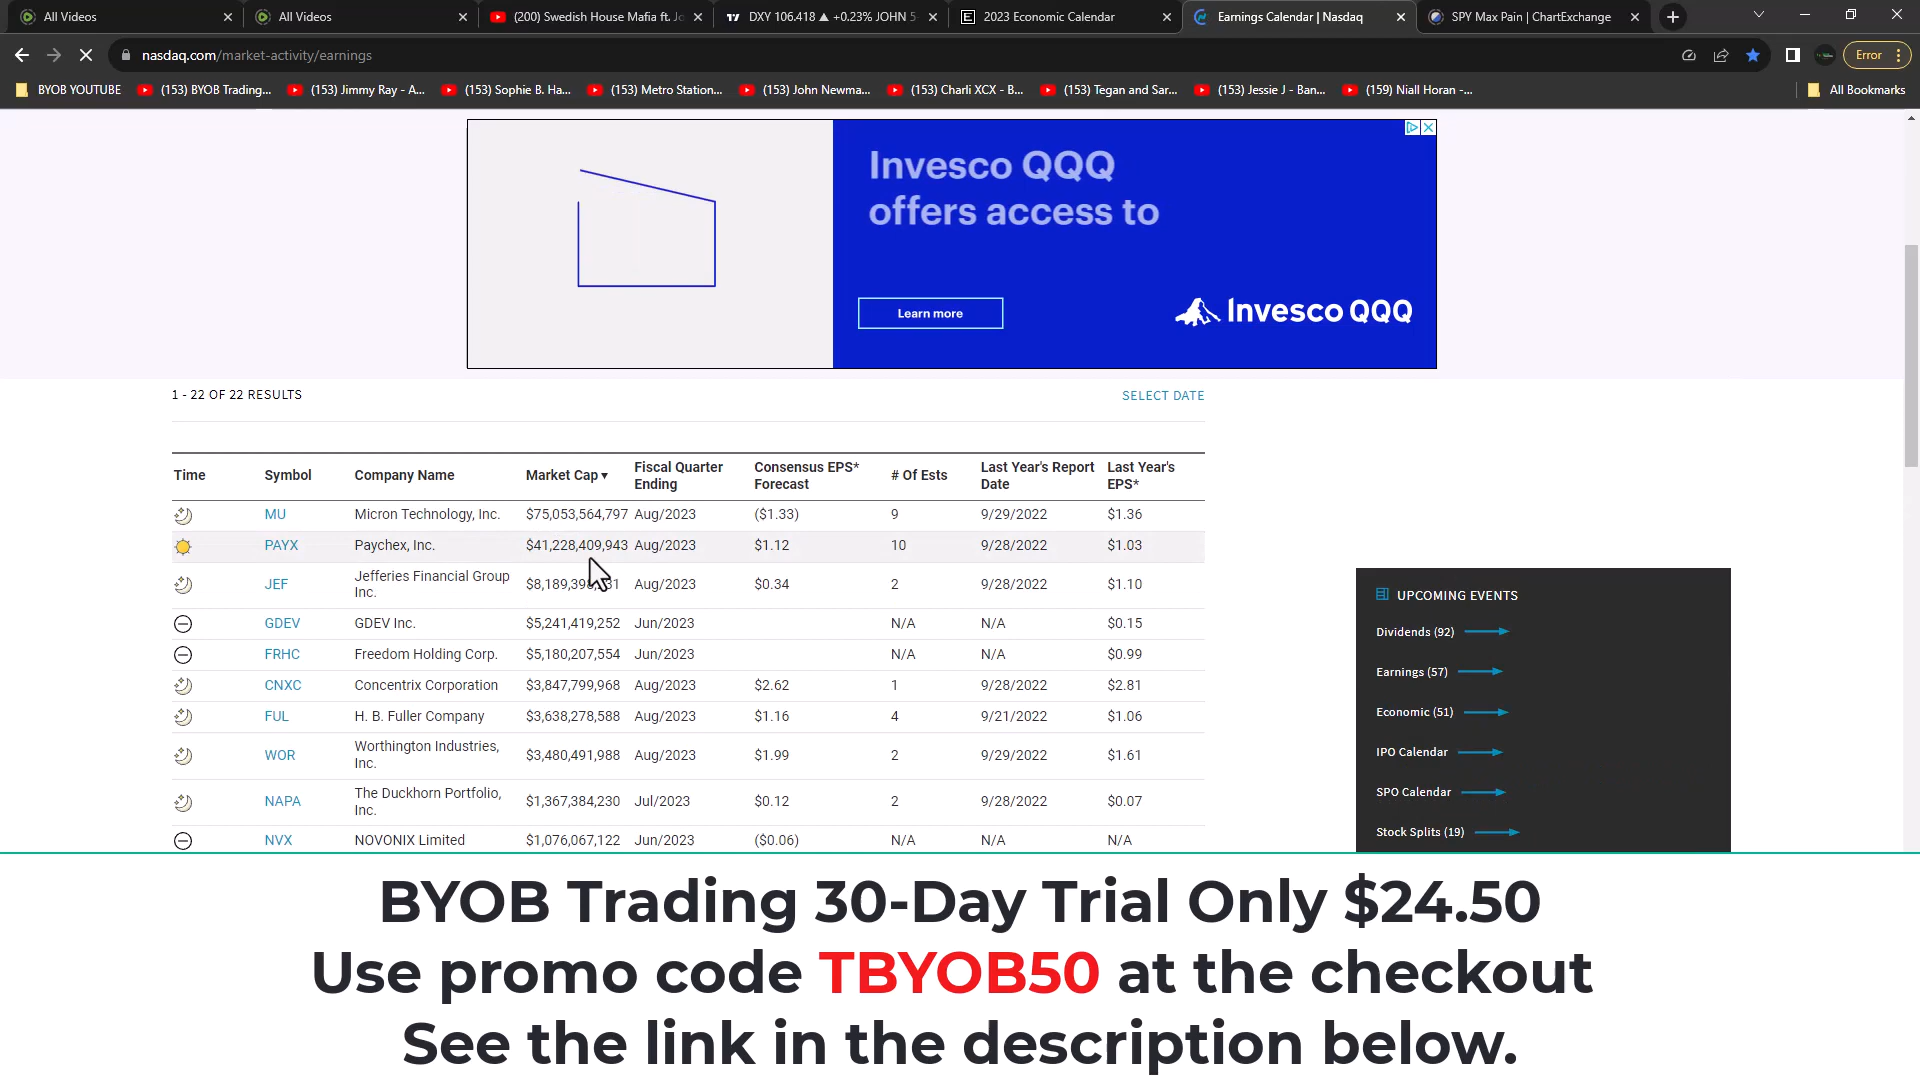 All Videos
All Videos
(200) Swedish House Mafia ft. Jo
DXY 106.418 ▲ +0.23% JOHN 5
2023 Economic Calendar
Earnings Calendar | Nasdaq
SPY Max Pain | ChartExchange
nasdaq.com/market-activity/earnings
Error
BYOB YOUTUBE
(153) BYOB Trading...
(153) Jimmy Ray - A...
(153) Sophie B. Ha...
(153) Metro Station...
(153) John Newma...
(153) Charli XCX - B...
(153) Tegan and Sar...
(153) Jessie J - Ban...
(159) Niall Horan -...
All Bookmarks
Invesco QQQ
offers access to
Learn more
Invesco QQQ
1 - 22 OF 22 RESULTS
SELECT DATE
Time Symbol Company Name Market Cap▼ Fiscal Quarter Ending Consensus EPS* Forecast # Of Ests Last Year's Report Date Last Year's EPS*
MU Micron Technology, Inc. $75,053,564,797 Aug/2023 ($1.33) 9 9/29/2022 $1.36
PAYX Paychex, Inc. $41,228,409,943 Aug/2023 $1.12 10 9/28/2022 $1.03
JEF Jefferies Financial Group Inc. Aug/2023 $0.34 2 9/28/2022 $1.10
GDEV GDEV Inc. $5,241,419,252 Jun/2023 N/A N/A $0.15
FRHC Freedom Holding Corp. $5,180,207,554 Jun/2023 N/A N/A $0.99
CNXC Concentrix Corporation $3,847,799,968 Aug/2023 $2.62 1 9/28/2022 $2.81
FUL H. B. Fuller Company $3,638,278,588 Aug/2023 $1.16 4 9/21/2022 $1.06
WOR Worthington Industries, Inc. $3,480,491,988 Aug/2023 $1.99 2 9/29/2022 $1.61
NAPA The Duckhorn Portfolio, Inc. $1,367,384,230 Jul/2023 $0.12 2 9/28/2022 $0.07
NVX NOVONIX Limited $1,076,067,122 Jun/2023 ($0.06) N/A N/A N/A
UPCOMING EVENTS
Dividends (92)
Earnings (57)
Economic (51)
IPO Calendar
SPO Calendar
Stock Splits (19)
BYOB Trading 30-Day Trial Only $24.50
Use promo code TBYOB50 at the checkout
See the link in the description below.